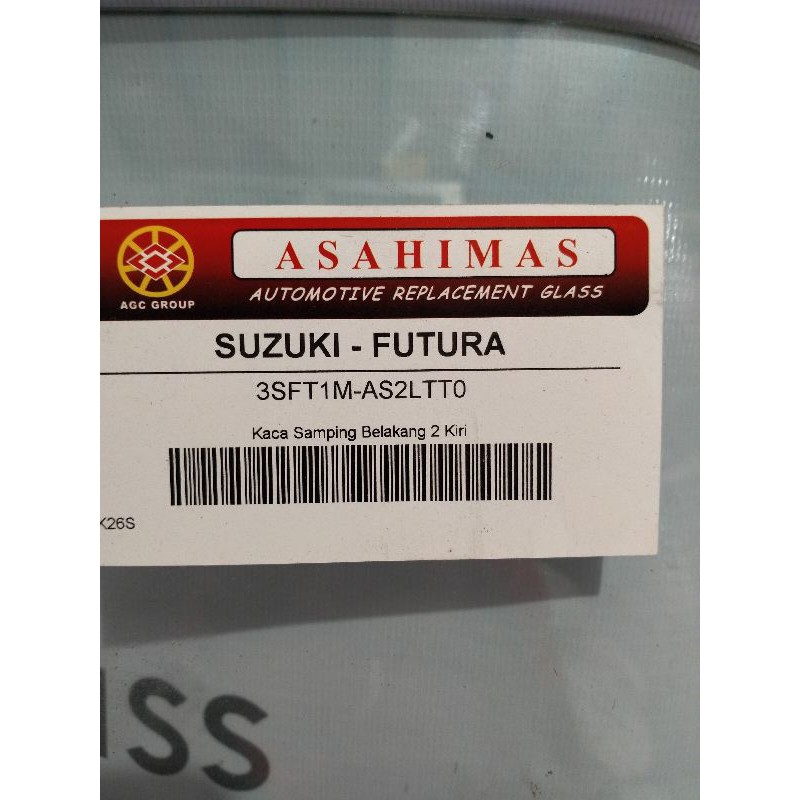 ASAHIMAS
AGC GROUP
AUTOMOTIVE REPLACEMENT GLASS
SUZUKI - FUTURA
3SFT1M-AS2LTT0
Kaca Samping Belakang 2 Kiri
K26S
ss